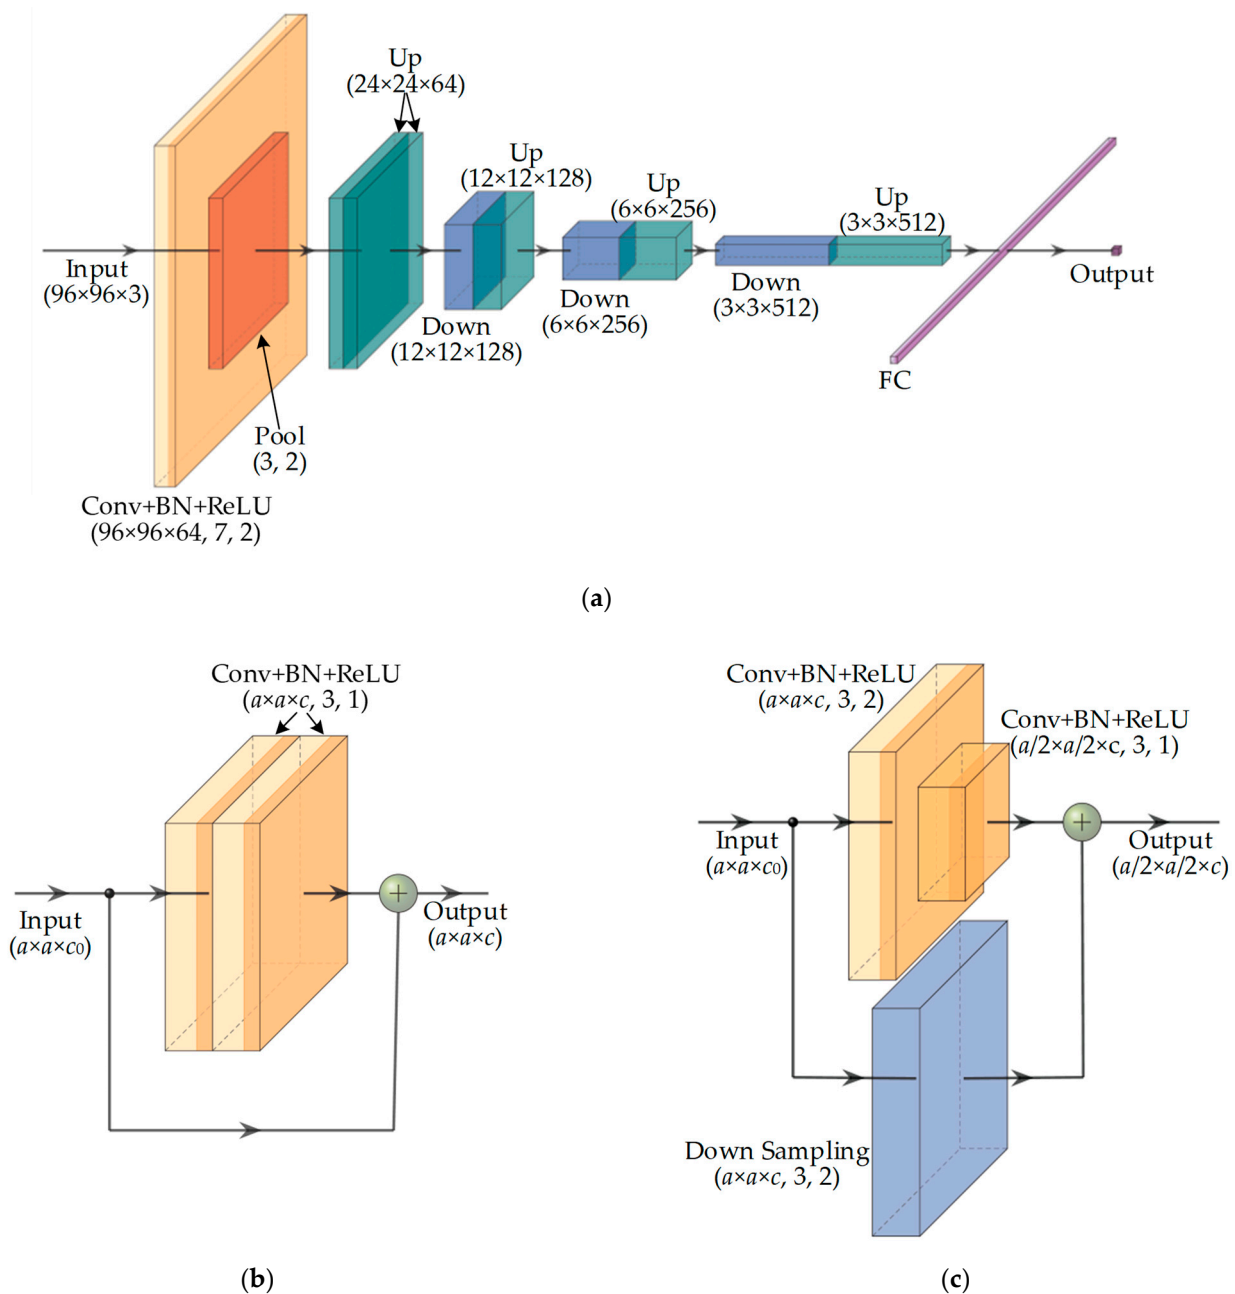 Up
(24×24×64)
Up
(12×12×128)
Up
(6×6×256)
Up
(3×3×512)
Input
(96×96×3)
Down
(12×12×128)
Down
(6×6×256)
Down
(3×3×512)
Output
FC
Pool
(3, 2)
Conv+BN+ReLU
(96×96×64, 7, 2)
(a)
Conv+BN+ReLU
(a×a×c, 3, 1)
Input
(a×a×c0)
+
Output
(a×a×c)
(b)
Conv+BN+ReLU
(a×a×c, 3, 2)
Conv+BN+ReLU
(a/2×a/2×c, 3, 1)
Input
(a×a×c0)
+
Output
(a/2×a/2×c)
Down Sampling
(a×a×c, 3, 2)
(c)